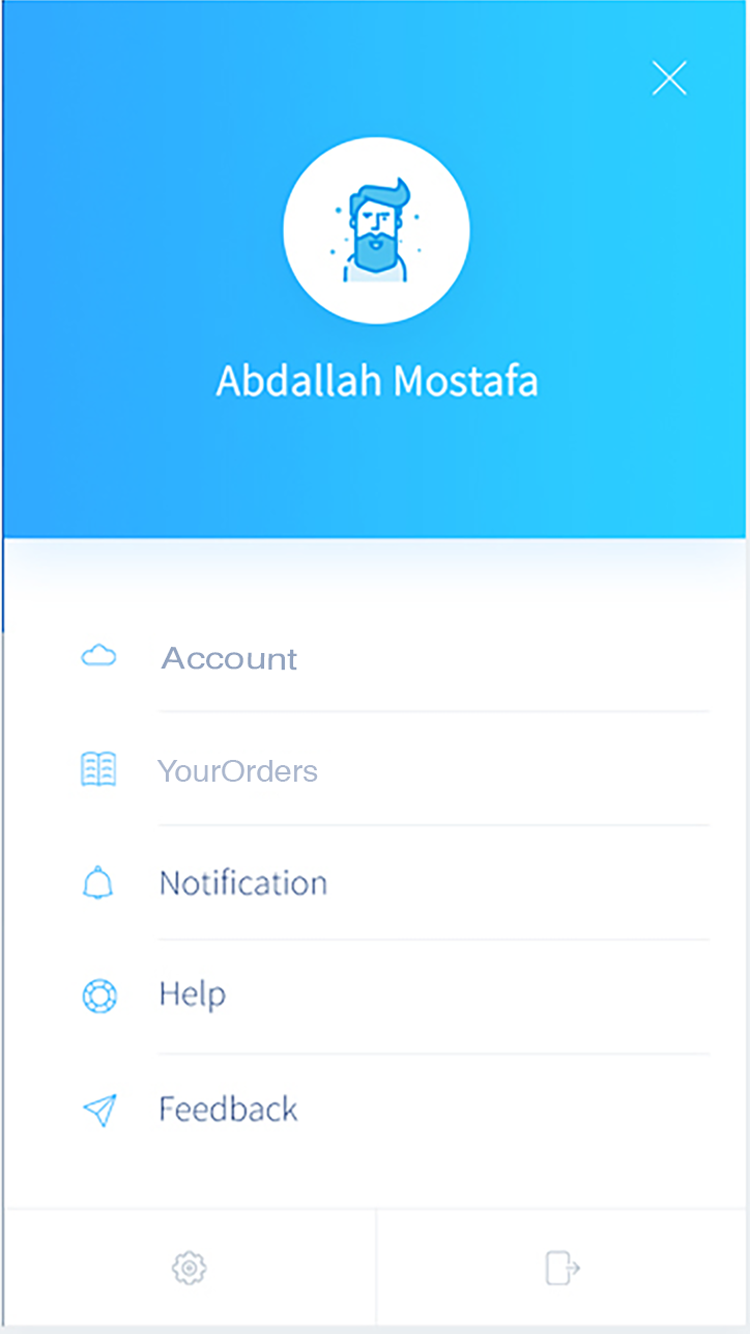 Abdallah Mostafa
Account
YourOrders
Notification
Help
Feedback